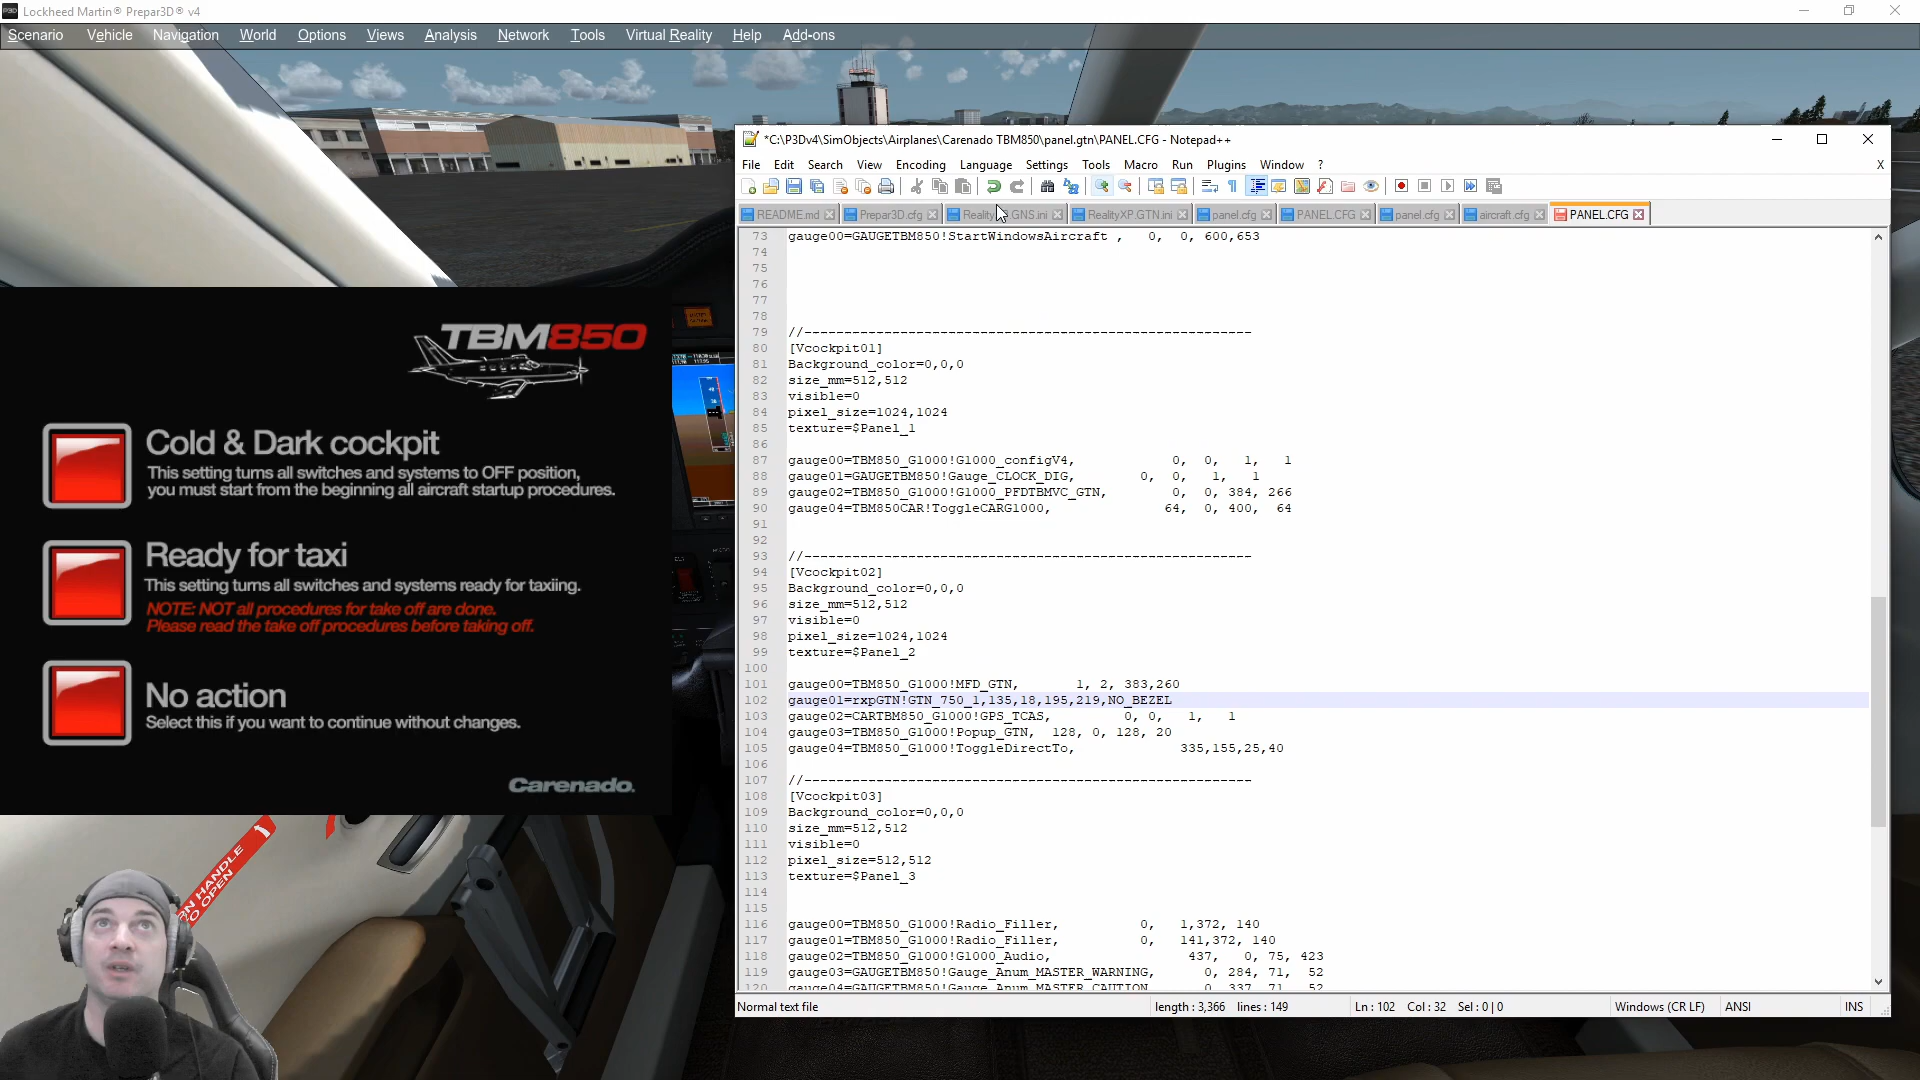 Lockheed Martin® Prepar3D® v4
Scenario Vehicle Navigation World Options Views Analysis Network Tools Virtual Reality Help Add-ons
*C:\P3Dv4\SimObjects\Airplanes\Carenado TBM850\panel.gtn\PANEL.CFG - Notepad++
File Edit Search View Encoding Language Settings Tools Macro Run Plugins Window ? X
README.md Prepar3D.cfg Reality .GNS.ini RealityXP.GTN.ini panel.cfg PANEL.CFG panel.cfg aircraft.cfg PANEL.CFG
73 gauge00=GAUGETBM850!StartWindowsAircraft , 0, 0, 600,653
74
75
76
77
78
79 //--------------------------------------------------------
80 [Vcockpit01]
81 Background_color=0,0,0
82 size_mm=512,512
83 visible=0
84 pixel_size=1024,1024
85 texture=$Panel_1
86
87 gauge00=TBM850_G1000!G1000_configV4, 0, 0, 1, 1
88 gauge01=GAUGETBM850!Gauge_CLOCK_DIG, 0, 0, 1, 1
89 gauge02=TBM850_G1000!G1000_PFDTBMVC_GTN, 0, 0, 384, 266
90 gauge04=TBM850CAR!ToggleCARG1000, 64, 0, 400, 64
91
92
93 //--------------------------------------------------------
94 [Vcockpit02]
95 Background_color=0,0,0
96 size_mm=512,512
97 visible=0
98 pixel_size=1024,1024
99 texture=$Panel_2
100
101 gauge00=TBM850_G1000!MFD_GTN, 1, 2, 383,260
102 gauge01=rxpGTN!GTN_750_1,135,18,195,219,NO_BEZEL
103 gauge02=CARTBM850_G1000!GPS_TCAS, 0, 0, 1, 1
104 gauge03=TBM850_G1000!Popup_GTN, 128, 0, 128, 20
105 gauge04=TBM850_G1000!ToggleDirectTo, 335,155,25,40
106
107 //--------------------------------------------------------
108 [Vcockpit03]
109 Background_color=0,0,0
110 size_mm=512,512
111 visible=0
112 pixel_size=512,512
113 texture=$Panel_3
114
115
116 gauge00=TBM850_G1000!Radio_Filler, 0, 1,372, 140
117 gauge01=TBM850_G1000!Radio_Filler, 0, 141,372, 140
118 gauge02=TBM850_G1000!G1000_Audio, 437, 0, 75, 423
119 gauge03=GAUGETBM850!Gauge_Anum_MASTER_WARNING, 0, 284, 71, 52
120 gauge04=GAUGETBM850!Gauge_Anum_MASTER_CAUTION 0 337 71 52
Normal text file length : 3,366 lines : 149 Ln : 102 Col : 32 Sel : 0 | 0 Windows (CR LF) ANSI INS
TBM850
Cold & Dark cockpit
This setting turns all switches and systems to OFF position,
you must start from the beginning all aircraft startup procedures.
Ready for taxi
This setting turns all switches and systems ready for taxiing.
NOTE: NOT all procedures for take off are done.
Please read the take off procedures before taking off.
No action
Select this if you want to continue without changes.
Carenado.
HANDLE
TO OPEN